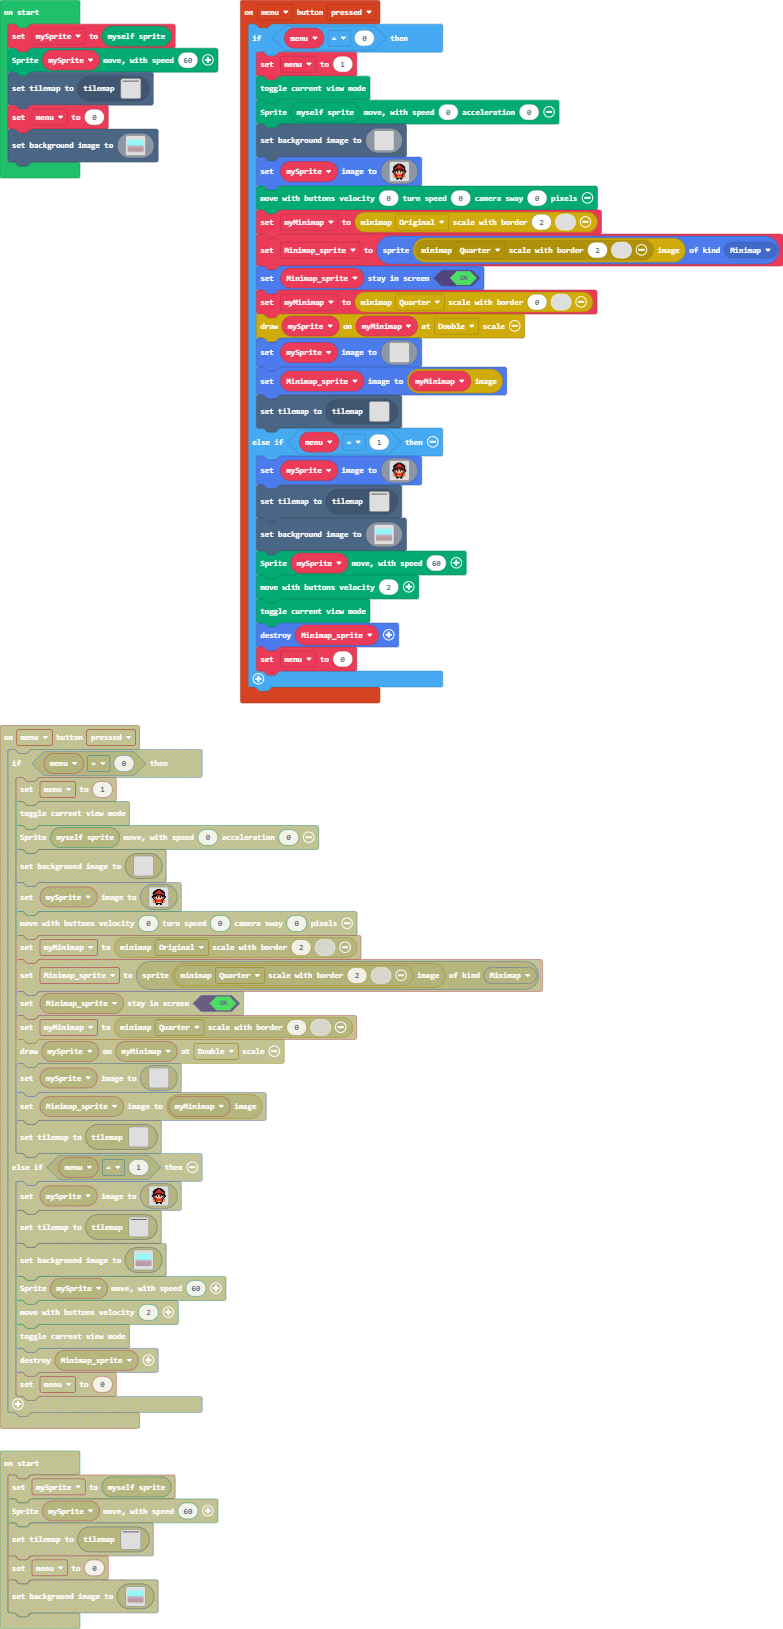 on start
set mySprite to myself sprite
Sprite mySprite move, with speed 60
set tilemap to tilemap
set menu to 0
set background image to
on menu button pressed
if menu = 0 then
set menu to 1
toggle current view mode
Sprite myself sprite move, with speed 0 acceleration 0
set background image to
set mySprite image to
move with buttons velocity 0 turn speed 0 camera sway 0 pixels
set myMinimap to minimap Original scale with border 2
set Minimap_sprite to sprite minimap Quarter scale with border 2 image of kind Minimap
set Minimap_sprite stay in screen ON
set myMinimap to minimap Quarter scale with border 0
draw mySprite on myMinimap at Double scale
set mySprite image to
set Minimap_sprite image to myMinimap image
set tilemap to tilemap
else if menu = 1 then
set mySprite image to
set tilemap to tilemap
set background image to
Sprite mySprite move, with speed 60
move with buttons velocity 2
toggle current view mode
destroy Minimap_sprite
set menu to 0
on menu button pressed
if menu = 0 then
set menu to 1
toggle current view mode
Sprite myself sprite move, with speed 0 acceleration 0
set background image to
set mySprite image to
move with buttons velocity 0 turn speed 0 camera sway 0 pixels
set myMinimap to minimap Original scale with border 2
set Minimap_sprite to sprite minimap Quarter scale with border 2 image of kind Minimap
set Minimap_sprite stay in screen ON
set myMinimap to minimap Quarter scale with border 0
draw mySprite on myMinimap at Double scale
set mySprite image to
set Minimap_sprite image to myMinimap image
set tilemap to tilemap
else if menu = 1 then
set mySprite image to
set tilemap to tilemap
set background image to
Sprite mySprite move, with speed 60
move with buttons velocity 2
toggle current view mode
destroy Minimap_sprite
set menu to 0
on start
set mySprite to myself sprite
Sprite mySprite move, with speed 60
set tilemap to tilemap
set menu to 0
set background image to